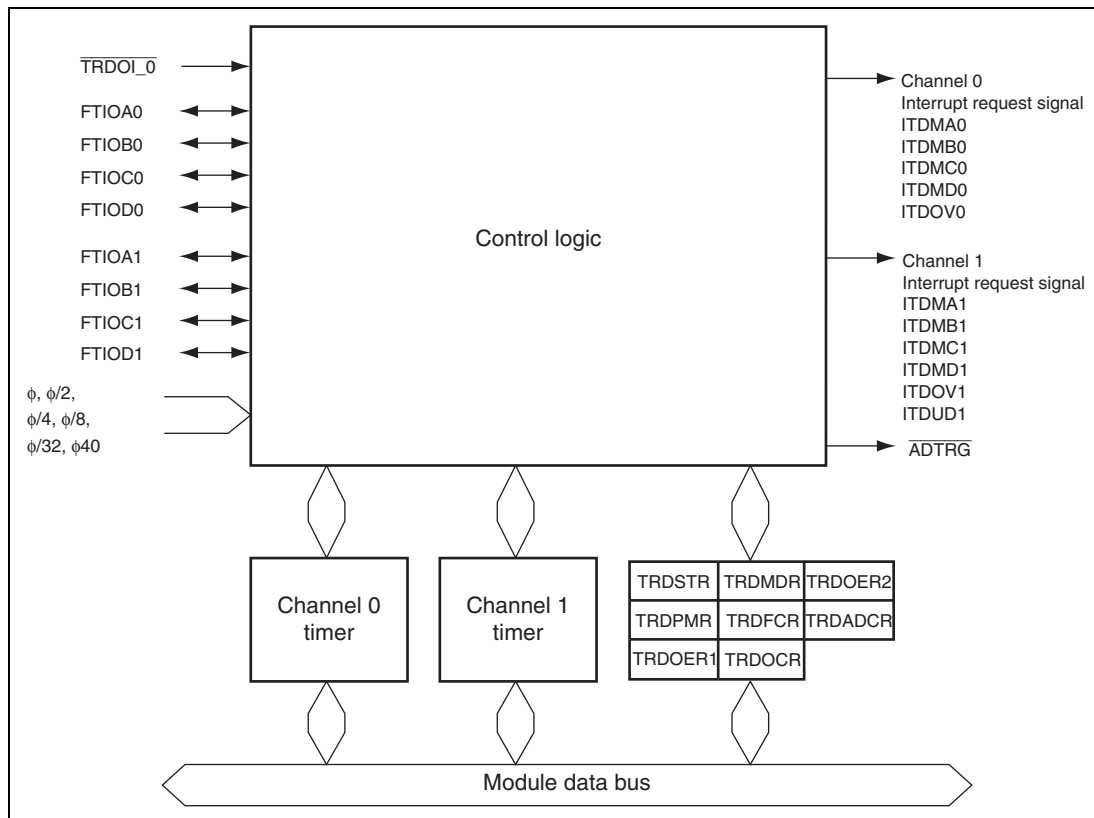 TRDOI_0
FTIOA0
FTIOB0
FTIOC0
FTIOD0
FTIOA1
FTIOB1
FTIOC1
FTIOD1
ϕ, ϕ/2,
ϕ/4, ϕ/8,
ϕ/32, ϕ40
Control logic
Channel 0
Interrupt request signal
ITDMA0
ITDMB0
ITDMC0
ITDMD0
ITDOV0
Channel 1
Interrupt request signal
ITDMA1
ITDMB1
ITDMC1
ITDMD1
ITDOV1
ITDUD1
ADTRG
Channel 0
timer
Channel 1
timer
TRDSTR TRDMDR TRDOER2
TRDPMR TRDFCR TRDADCR
TRDOER1 TRDOCR
Module data bus